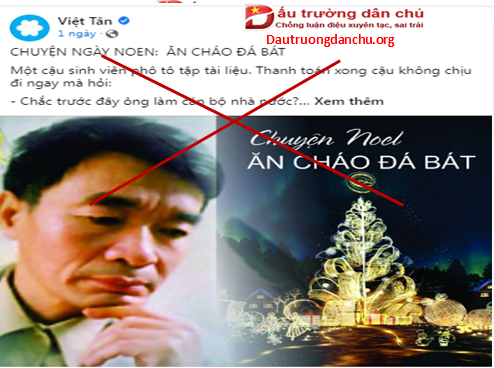 Việt Tân
1 ngày
Đấu trường dân chủ
Chống luận điệu xuyên tạc, sai trái
Dautruongdanchu.org
CHUYỆN NGÀY NOEN: ĂN CHÁO ĐÁ BÁT
Một cậu sinh viên phô tô tập tài liệu. Thanh toán xong cậu không chịu
đi ngay mà hỏi:
- Chắc trước đây ông làm cán bộ nhà nước?... Xem thêm
Chuyện Noel
ĂN CHÁO ĐÁ BÁT